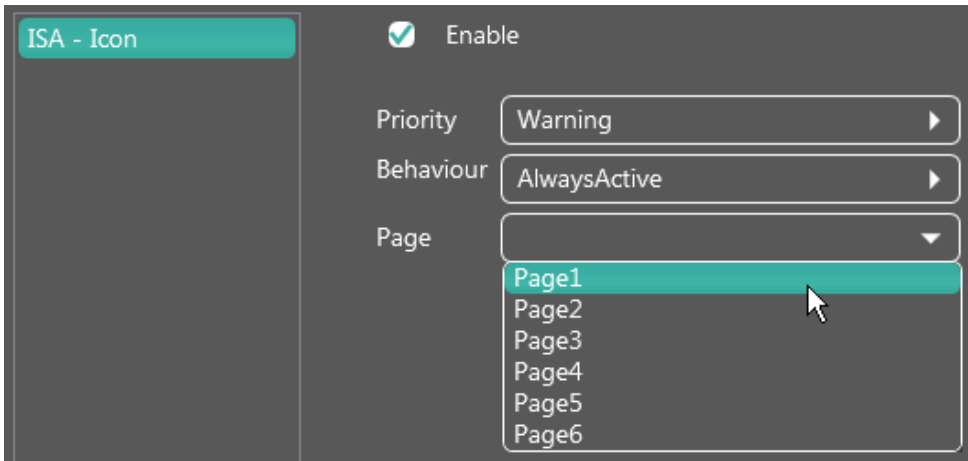 ISA - Icon
Enable
Priority
Warning
Behaviour
AlwaysActive
Page
Page1
Page2
Page3
Page4
Page5
Page6